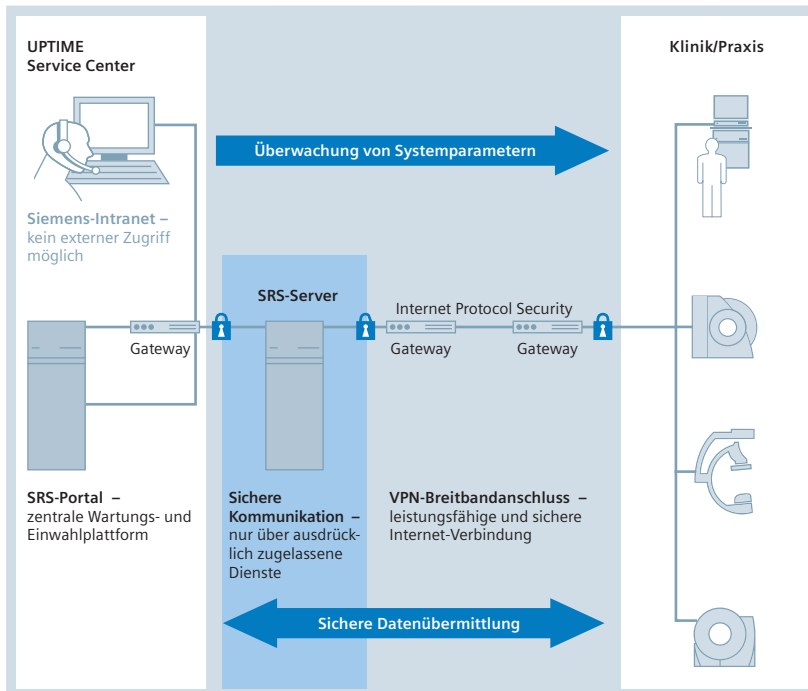 UPTIME
Service Center
Klinik/Praxis
Überwachung von Systemparametern
Siemens-Intranet –
kein externer Zugriff
möglich
SRS-Server
Internet Protocol Security
Gateway
Gateway
Gateway
SRS-Portal –
zentrale Wartungs- und
Einwahlplattform
Sichere
Kommunikation –
nur über ausdrück-
lich zugelassene
Dienste
VPN-Breitbandanschluss –
leistungsfähige und sichere
Internet-Verbindung
Sichere Datenübermittlung